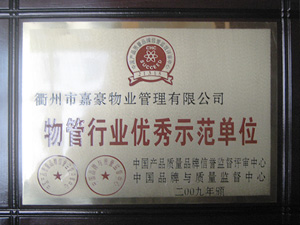 衢州市嘉豪物业管理有限公司
物管行业优秀示范单位
中国产品质量品牌信誉监督评审中心
中国品牌与质量监督中心
二00九年颁